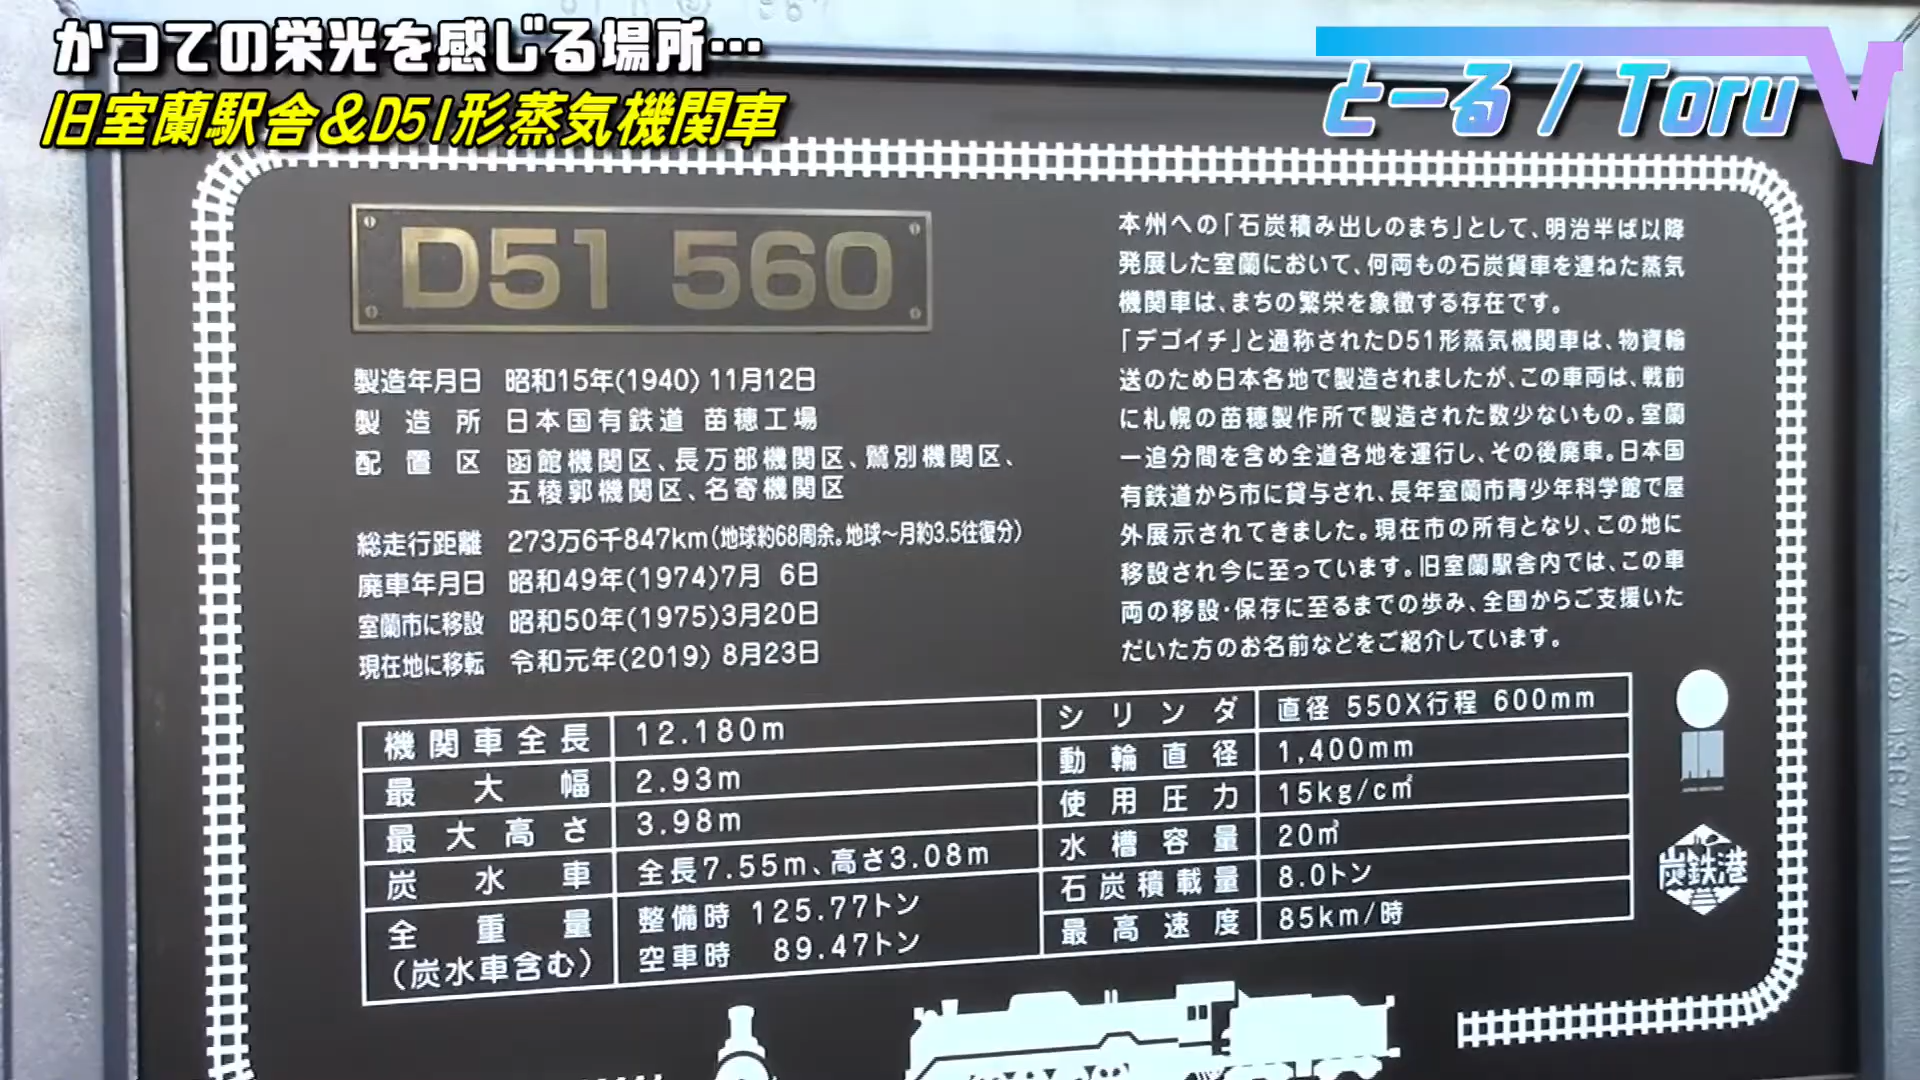 かつての栄光を感じる場所…
旧室蘭駅舎&D51形蒸気機関車
とーる / Toru
D51 560
製造年月日 昭和15年(1940) 11月12日
製造所 日本国有鉄道 苗穂工場
配置区 函館機関区、長万部機関区、鷲別機関区、
五稜郭機関区、名寄機関区
総走行距離 273万6千847km(地球約68周余。地球〜月約3.5往復分)
廃車年月日 昭和49年(1974)7月 6日
室蘭市に移設 昭和50年(1975)3月20日
現在地に移転 令和元年(2019) 8月23日
本州への「石炭積み出しのまち」として、明治半ば以降
発展した室蘭において、何両もの石炭貨車を連ねた蒸気
機関車は、まちの繁栄を象徴する存在です。
「デゴイチ」と通称されたD51形蒸気機関車は、物資輸
送のため日本各地で製造されましたが、この車両は、戦前
に札幌の苗穂製作所で製造された数少ないもの。室蘭
ー追分間を含め全道各地を運行し、その後廃車。日本国
有鉄道から市に貸与され、長年室蘭市青少年科学館で屋
外展示されてきました。現在市の所有となり、この地に
移設され今に至っています。旧室蘭駅舎内では、この車
両の移設・保存に至るまでの歩み、全国からご支援いた
だいた方のお名前などをご紹介しています。
機関車全長 12.180m
最大幅 2.93m
最大高さ 3.98m
炭水車 全長7.55m、高さ3.08m
全重量 整備時 125.77トン
(炭水車含む) 空車時 89.47トン
シリンダ 直径 550X行程 600mm
動輪直径 1,400mm
使用圧力 15kg/c㎡
水槽容量 20㎥
石炭積載量 8.0トン
最高速度 85km/時
炭鉄港